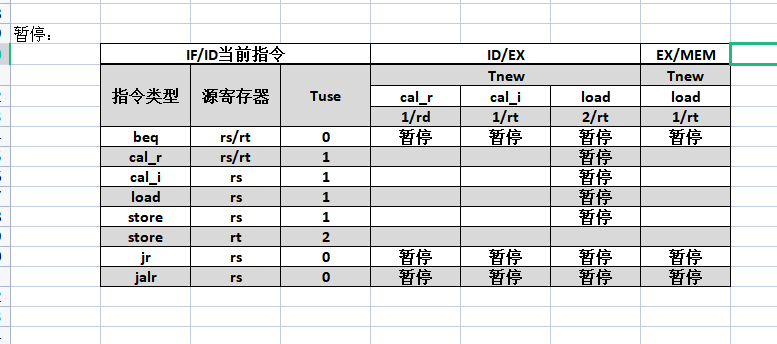 暂停：
IF/ID当前指令 ID/EX EX/MEM
指令类型 源寄存器 Tuse Tnew Tnew
cal_r cal_i load load
1/rd 1/rt 2/rt 1/rt
beq rs/rt 0 暂停 暂停 暂停 暂停
cal_r rs/rt 1 暂停
cal_i rs 1 暂停
load rs 1 暂停
store rs 1 暂停
store rt 2
jr rs 0 暂停 暂停 暂停 暂停
jalr rs 0 暂停 暂停 暂停 暂停